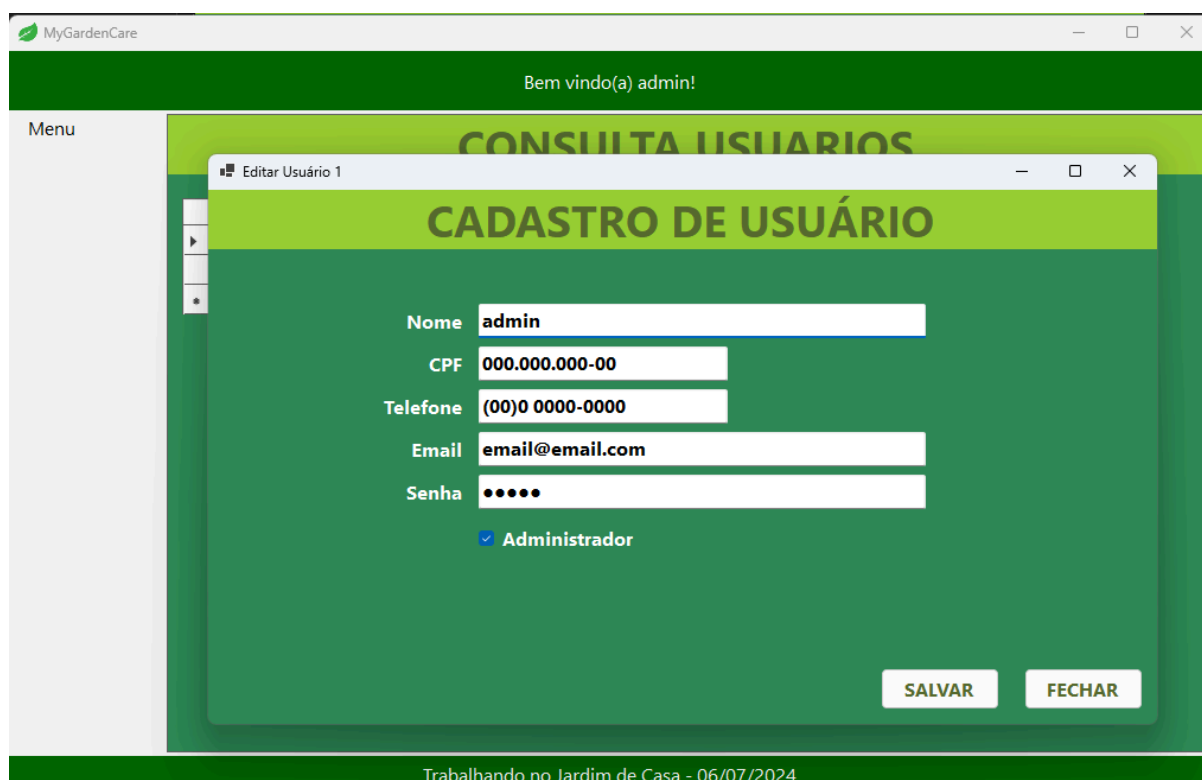 MyGardenCare
Bem vindo(a) admin!
Menu
CONSULTA USUARIOS
Editar Usuário 1
CADASTRO DE USUÁRIO
Nome admin
CPF 000.000.000-00
Telefone (00)0 0000-0000
Email email@email.com
Senha ●●●●●
Administrador
SALVAR FECHAR
Trabalhando no Jardim de Casa - 06/07/2024